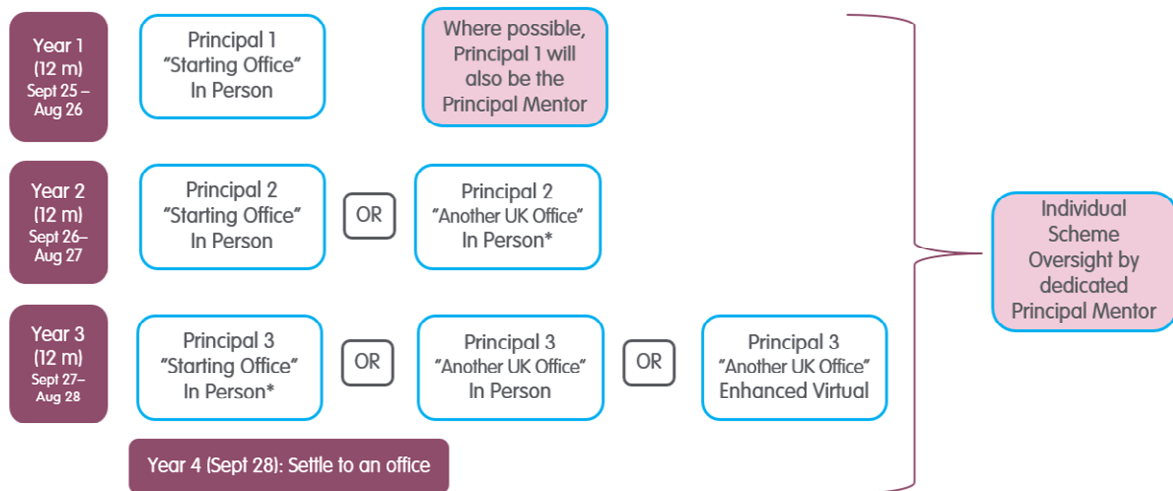 Year 1
(12 m)
Sept 25 –
Aug 26
Principal 1
"Starting Office"
In Person
Where possible,
Principal 1 will
also be the
Principal Mentor
Year 2
(12 m)
Sept 26–
Aug 27
Principal 2
"Starting Office"
In Person
OR
Principal 2
"Another UK Office"
In Person*
Individual
Scheme
Oversight by
dedicated
Principal Mentor
Year 3
(12 m)
Sept 27–
Aug 28
Principal 3
"Starting Office"
In Person*
OR
Principal 3
"Another UK Office"
In Person
OR
Principal 3
"Another UK Office"
Enhanced Virtual
Year 4 (Sept 28): Settle to an office